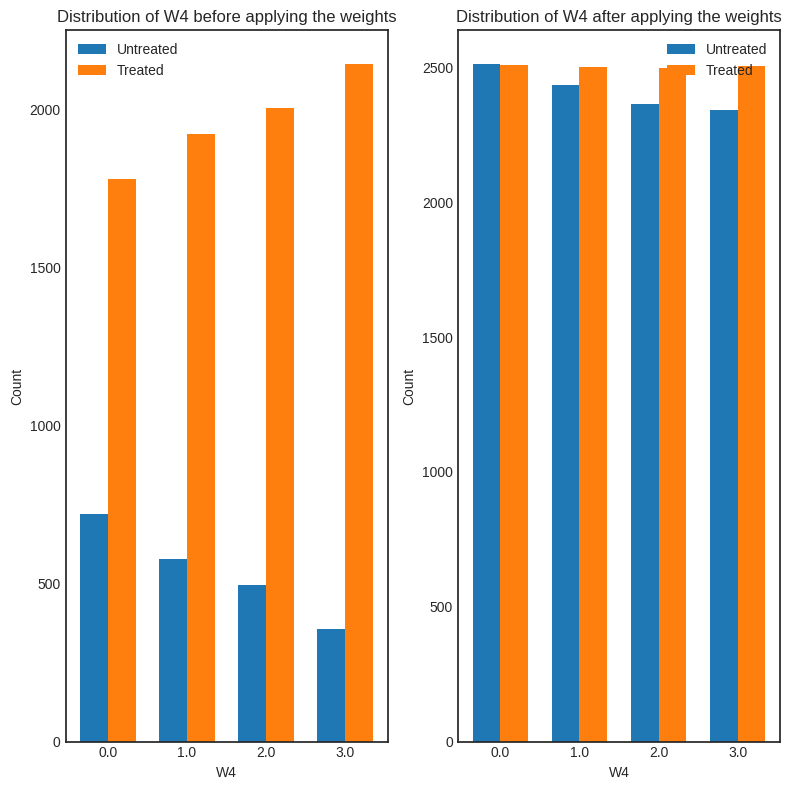 Distribution of W4 before applying the weights
Untreated
Treated
2000
1500
1000
500
0
Count
0.0 1.0 2.0 3.0
W4
Distribution of W4 after applying the weights
Untreated
Treated
2500
2000
1500
1000
500
0
Count
0.0 1.0 2.0 3.0
W4